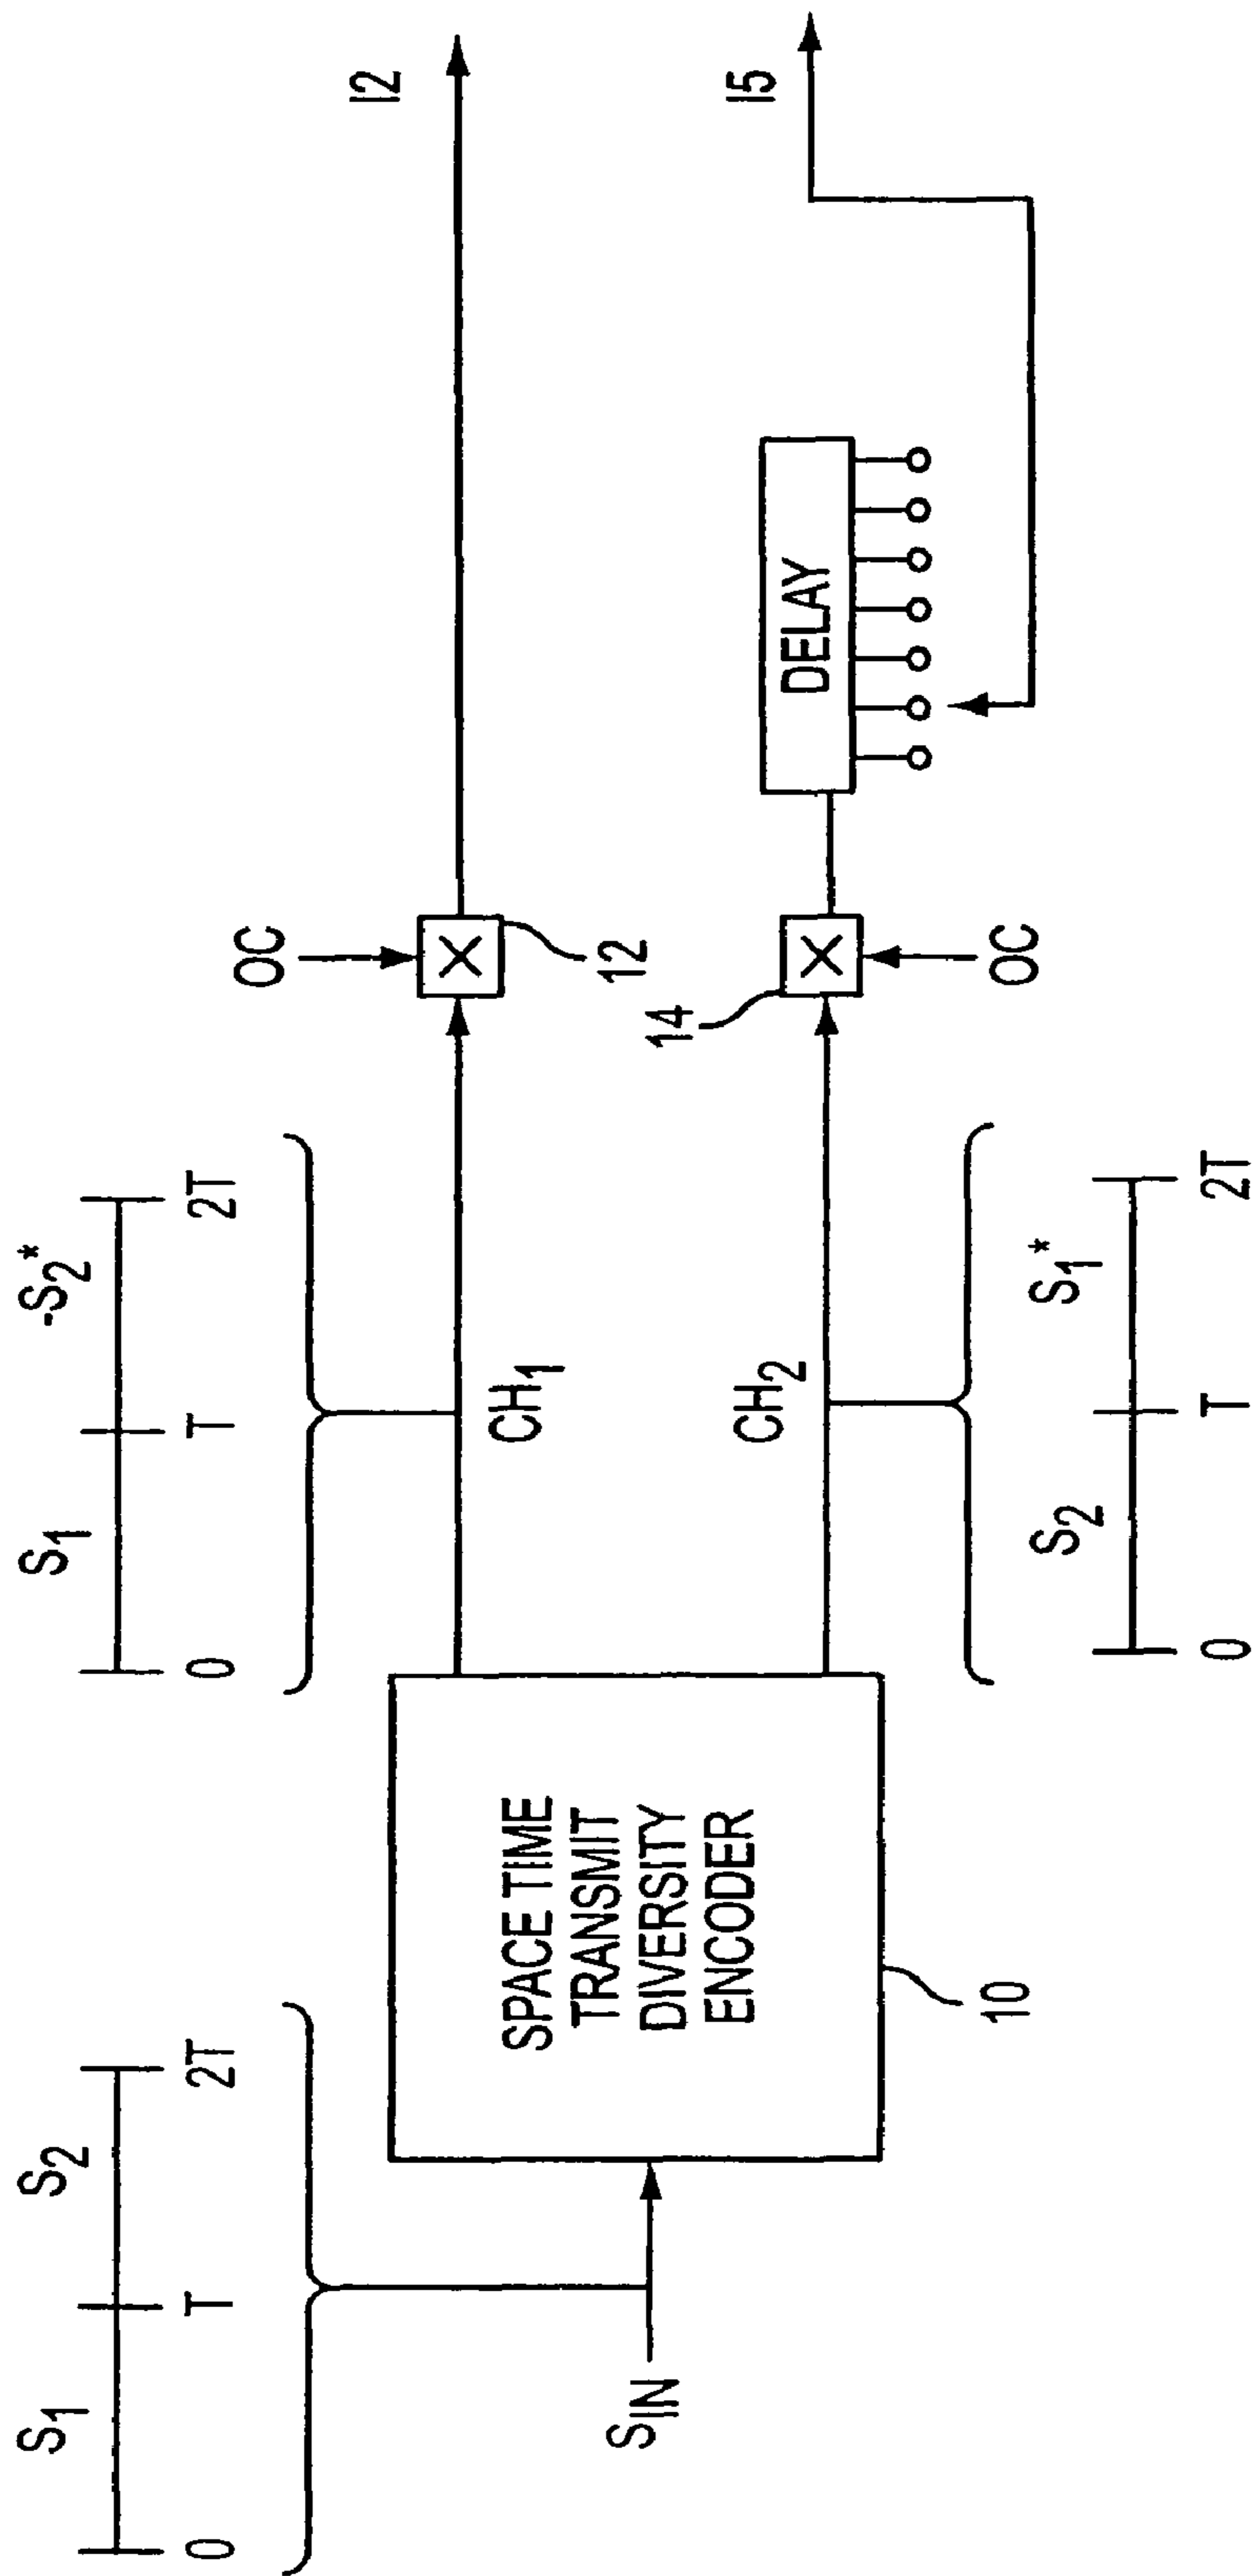 S1 S2
0 T 2T
SIN
SPACE TIME
TRANSMIT
DIVERSITY
ENCODER
10
S1 -S2*
0 T 2T
CH1
CH2
S2 S1*
0 T 2T
OC
12
14
OC
DELAY
I2
I5